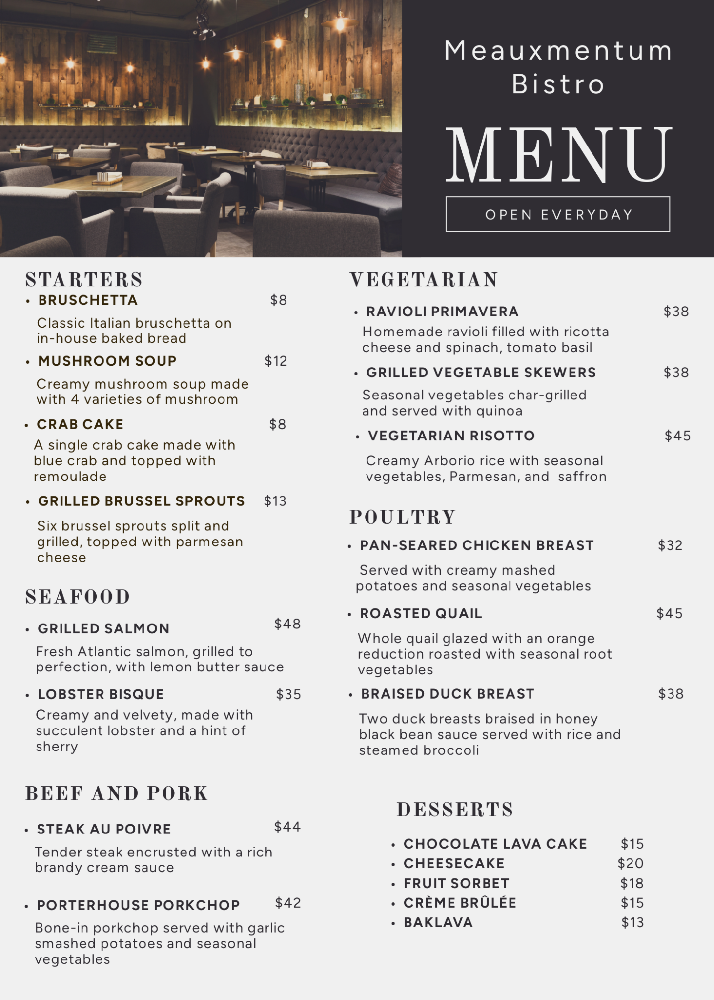 Meauxmentum
Bistro
MENU
OPEN EVERYDAY
STARTERS
• BRUSCHETTA $8
Classic Italian bruschetta on
in-house baked bread
• MUSHROOM SOUP $12
Creamy mushroom soup made
with 4 varieties of mushroom
• CRAB CAKE $8
A single crab cake made with
blue crab and topped with
remoulade
• GRILLED BRUSSEL SPROUTS $13
Six brussel sprouts split and
grilled, topped with parmesan
cheese
SEAFOOD
• GRILLED SALMON $48
Fresh Atlantic salmon, grilled to
perfection, with lemon butter sauce
• LOBSTER BISQUE $35
Creamy and velvety, made with
succulent lobster and a hint of
sherry
BEEF AND PORK
• STEAK AU POIVRE $44
Tender steak encrusted with a rich
brandy cream sauce
• PORTERHOUSE PORKCHOP $42
Bone-in porkchop served with garlic
smashed potatoes and seasonal
vegetables
VEGETARIAN
• RAVIOLI PRIMAVERA $38
Homemade ravioli filled with ricotta
cheese and spinach, tomato basil
• GRILLED VEGETABLE SKEWERS $38
Seasonal vegetables char-grilled
and served with quinoa
• VEGETARIAN RISOTTO $45
Creamy Arborio rice with seasonal
vegetables, Parmesan, and saffron
POULTRY
• PAN-SEARED CHICKEN BREAST $32
Served with creamy mashed
potatoes and seasonal vegetables
• ROASTED QUAIL $45
Whole quail glazed with an orange
reduction roasted with seasonal root
vegetables
• BRAISED DUCK BREAST $38
Two duck breasts braised in honey
black bean sauce served with rice and
steamed broccoli
DESSERTS
• CHOCOLATE LAVA CAKE $15
• CHEESECAKE $20
• FRUIT SORBET $18
• CRÈME BRÛLÉE $15
• BAKLAVA $13